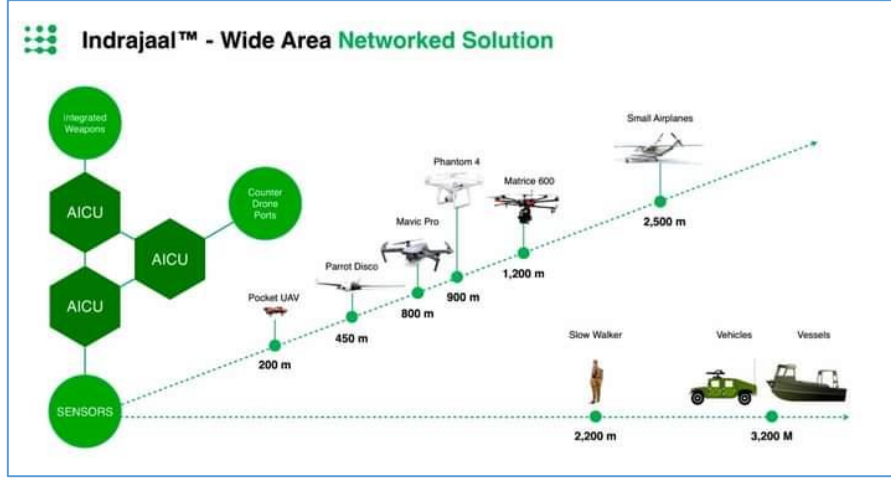 Indrajaal™ - Wide Area Networked Solution
Integrated
Weapons
AICU
AICU
AICU
Counter
Drone
Ports
SENSORS
Pocket UAV
200 m
Parrot Disco
450 m
Mavic Pro
800 m
Phantom 4
900 m
Matrice 600
1,200 m
Small Airplanes
2,500 m
Slow Walker
2,200 m
Vehicles
Vessels
3,200 M